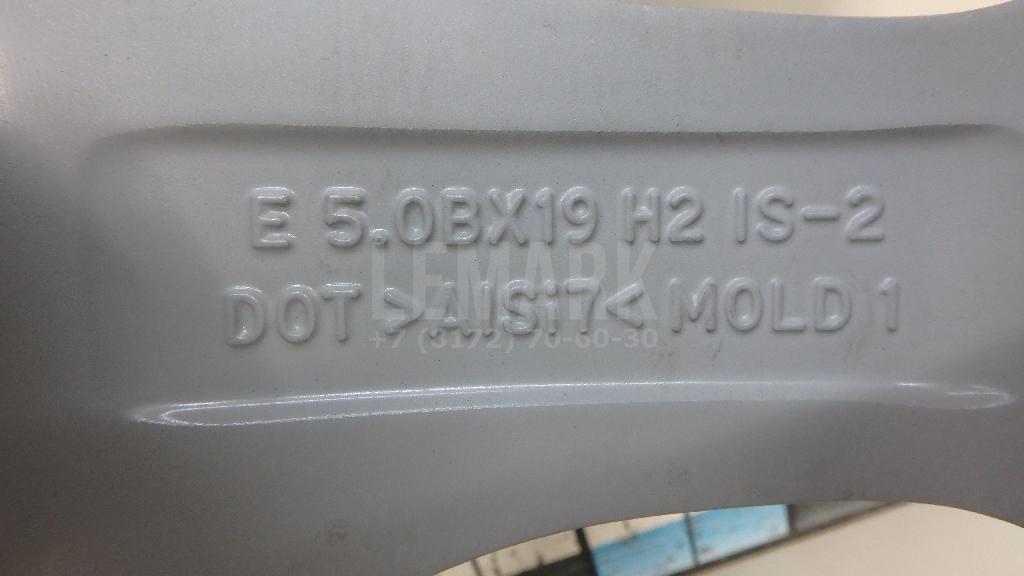 E 5.0BX19 H2 IS-2
DOT >AlSi7< MOLD 1
LEMARK
+7 (3172) 70-60-30